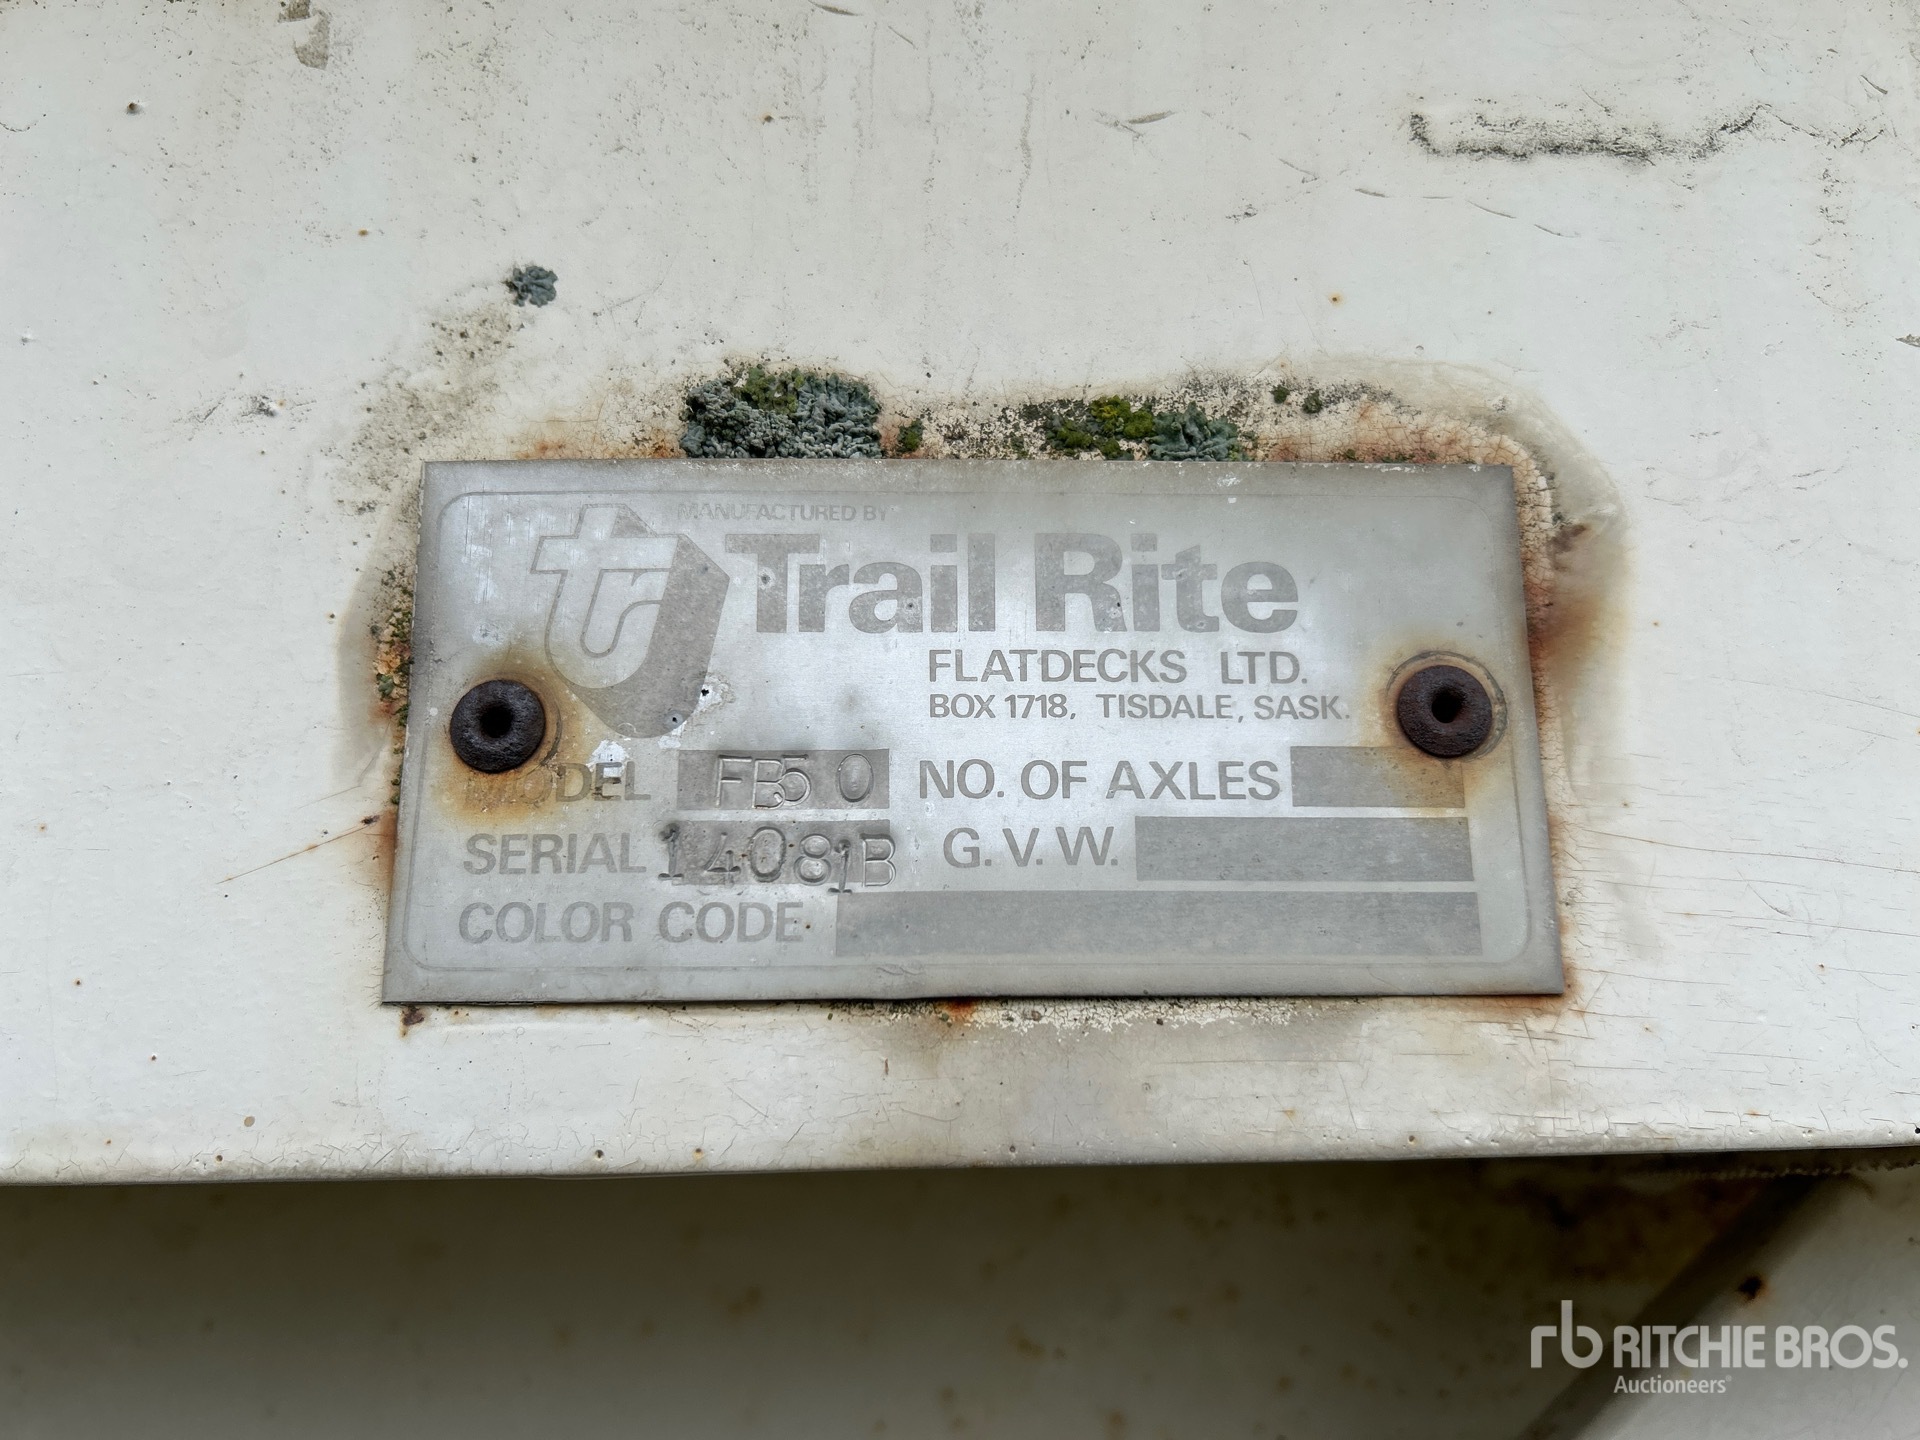 MANUFACTURED BY
tr Trail Rite
FLATDECKS LTD.
BOX 1718, TISDALE, SASK.
MODEL FB50 NO. OF AXLES
SERIAL 14081B G.V.W.
COLOR CODE
rb RITCHIE BROS.
Auctioneers